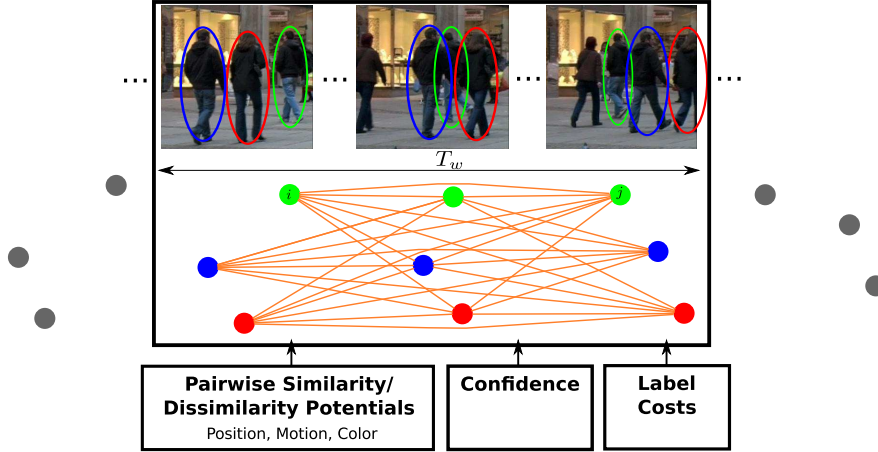 ... ... ... ...
T_w
i j
Pairwise Similarity/
Dissimilarity Potentials
Position, Motion, Color
Confidence
Label
Costs